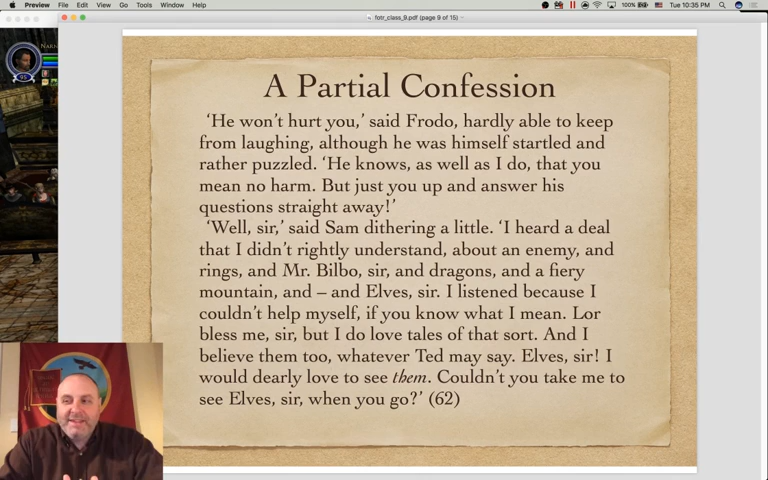 Preview File Edit View Go Tools Window Help
100% Tue 10:35 PM
fotr_class_9.pdf (page 9 of 15)
95
A Partial Confession
‘He won’t hurt you,’ said Frodo, hardly able to keep
from laughing, although he was himself startled and
rather puzzled. ‘He knows, as well as I do, that you
mean no harm. But just you up and answer his
questions straight away!’
‘Well, sir,’ said Sam dithering a little. ‘I heard a deal
that I didn’t rightly understand, about an enemy, and
rings, and Mr. Bilbo, sir, and dragons, and a fiery
mountain, and – and Elves, sir. I listened because I
couldn’t help myself, if you know what I mean. Lor
bless me, sir, but I do love tales of that sort. And I
believe them too, whatever Ted may say. Elves, sir! I
would dearly love to see them. Couldn’t you take me to
see Elves, sir, when you go?’ (62)